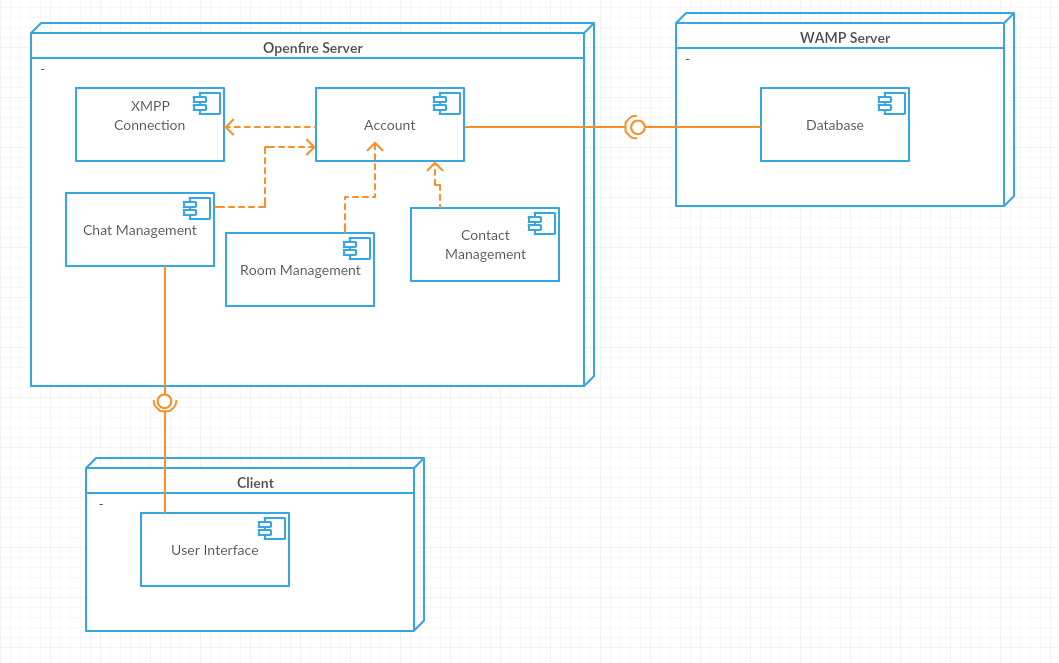 Openfire Server
-
XMPP
Connection
Account
Chat Management
Room Management
Contact
Management
WAMP Server
-
Database
Client
-
User Interface